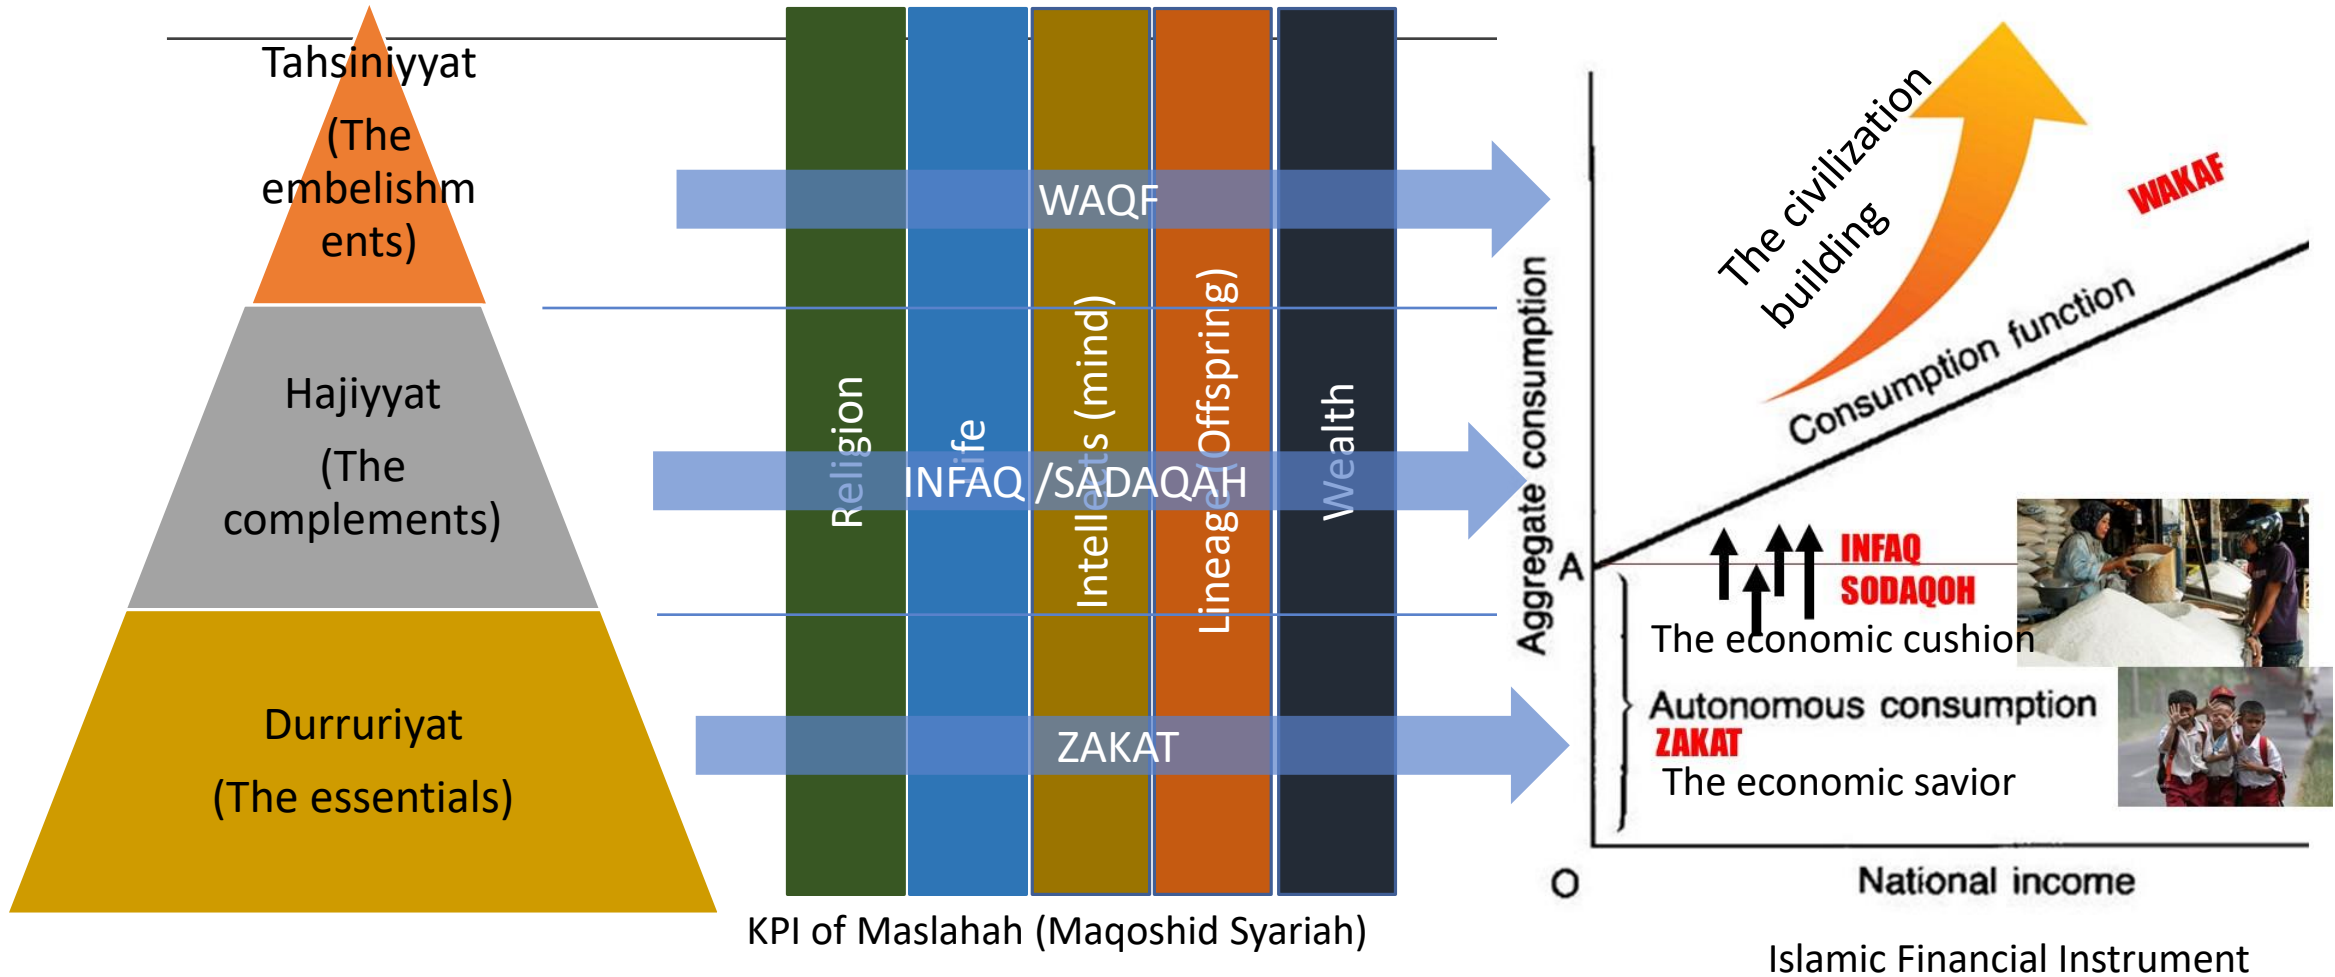 Tahsiniyyat
(The
embelishm
ents)
Hajiyyat
(The
complements)
Durruriyat
(The essentials)
Religion
Life
Intellects (mind)
Lineage (Offspring)
Wealth
WAQF
INFAQ /SADAQAH
ZAKAT
KPI of Maslahah (Maqoshid Syariah)
Aggregate consumption
The civilization
building
WAKAF
Consumption function
A
INFAQ
SODAQOH
The economic cushion
Autonomous consumption
ZAKAT
The economic savior
O
National income
Islamic Financial Instrument